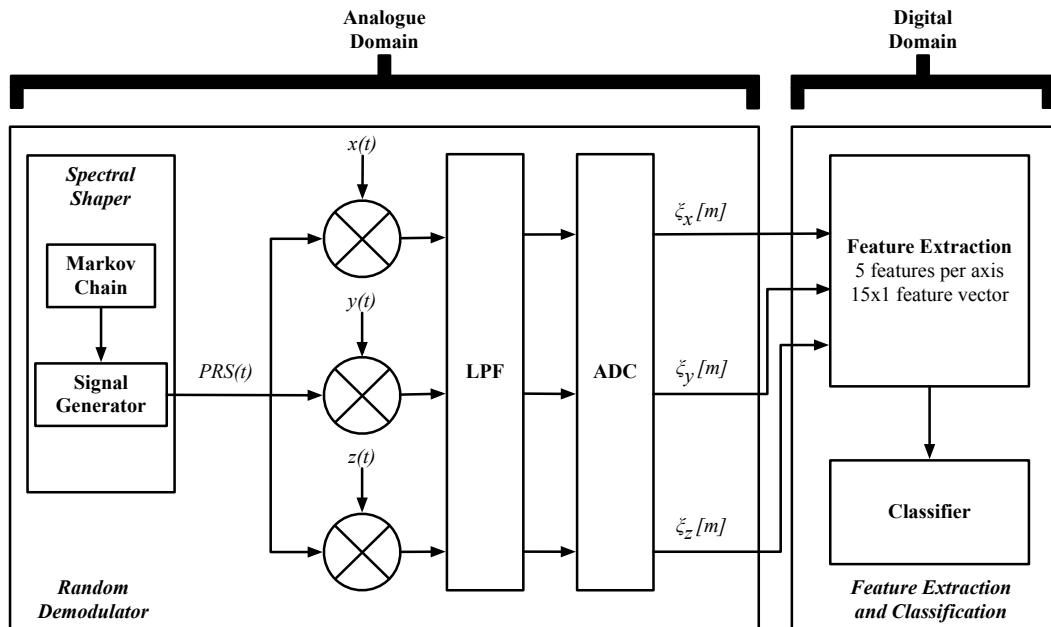 Analogue
Domain
Digital
Domain
Spectral
Shaper
Markov
Chain
Signal
Generator
PRS(t)
x(t)
y(t)
z(t)
LPF
ADC
ξx[m]
ξy[m]
ξz[m]
Random
Demodulator
Feature Extraction
5 features per axis
15x1 feature vector
Classifier
Feature Extraction
and Classification